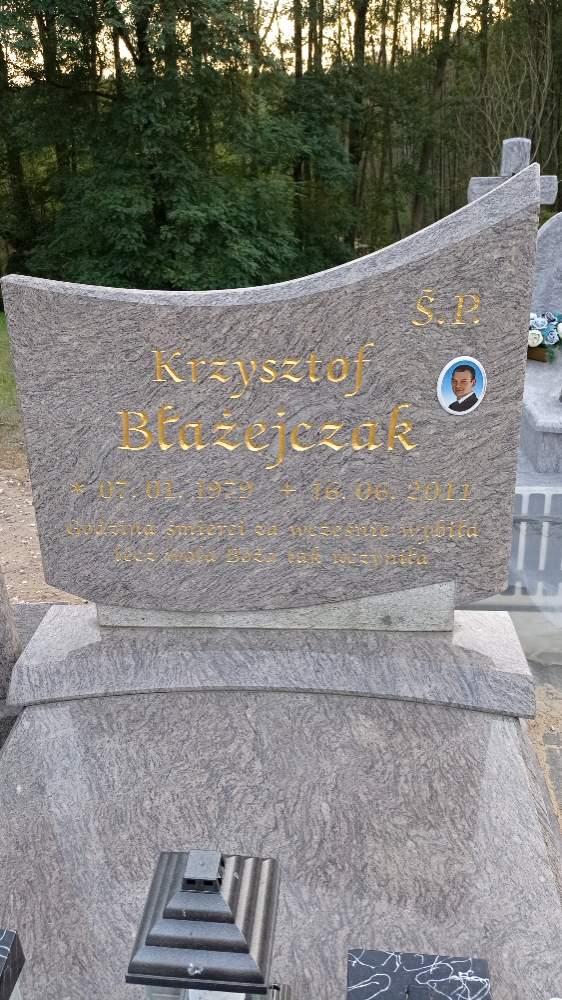 Ś.P.
Krzysztof
Błażejczak
* 07. 01. 1979 + 16. 06. 2011
Godzina śmierci za wcześnie wybiła
lecz wola Boża tak uczyniła